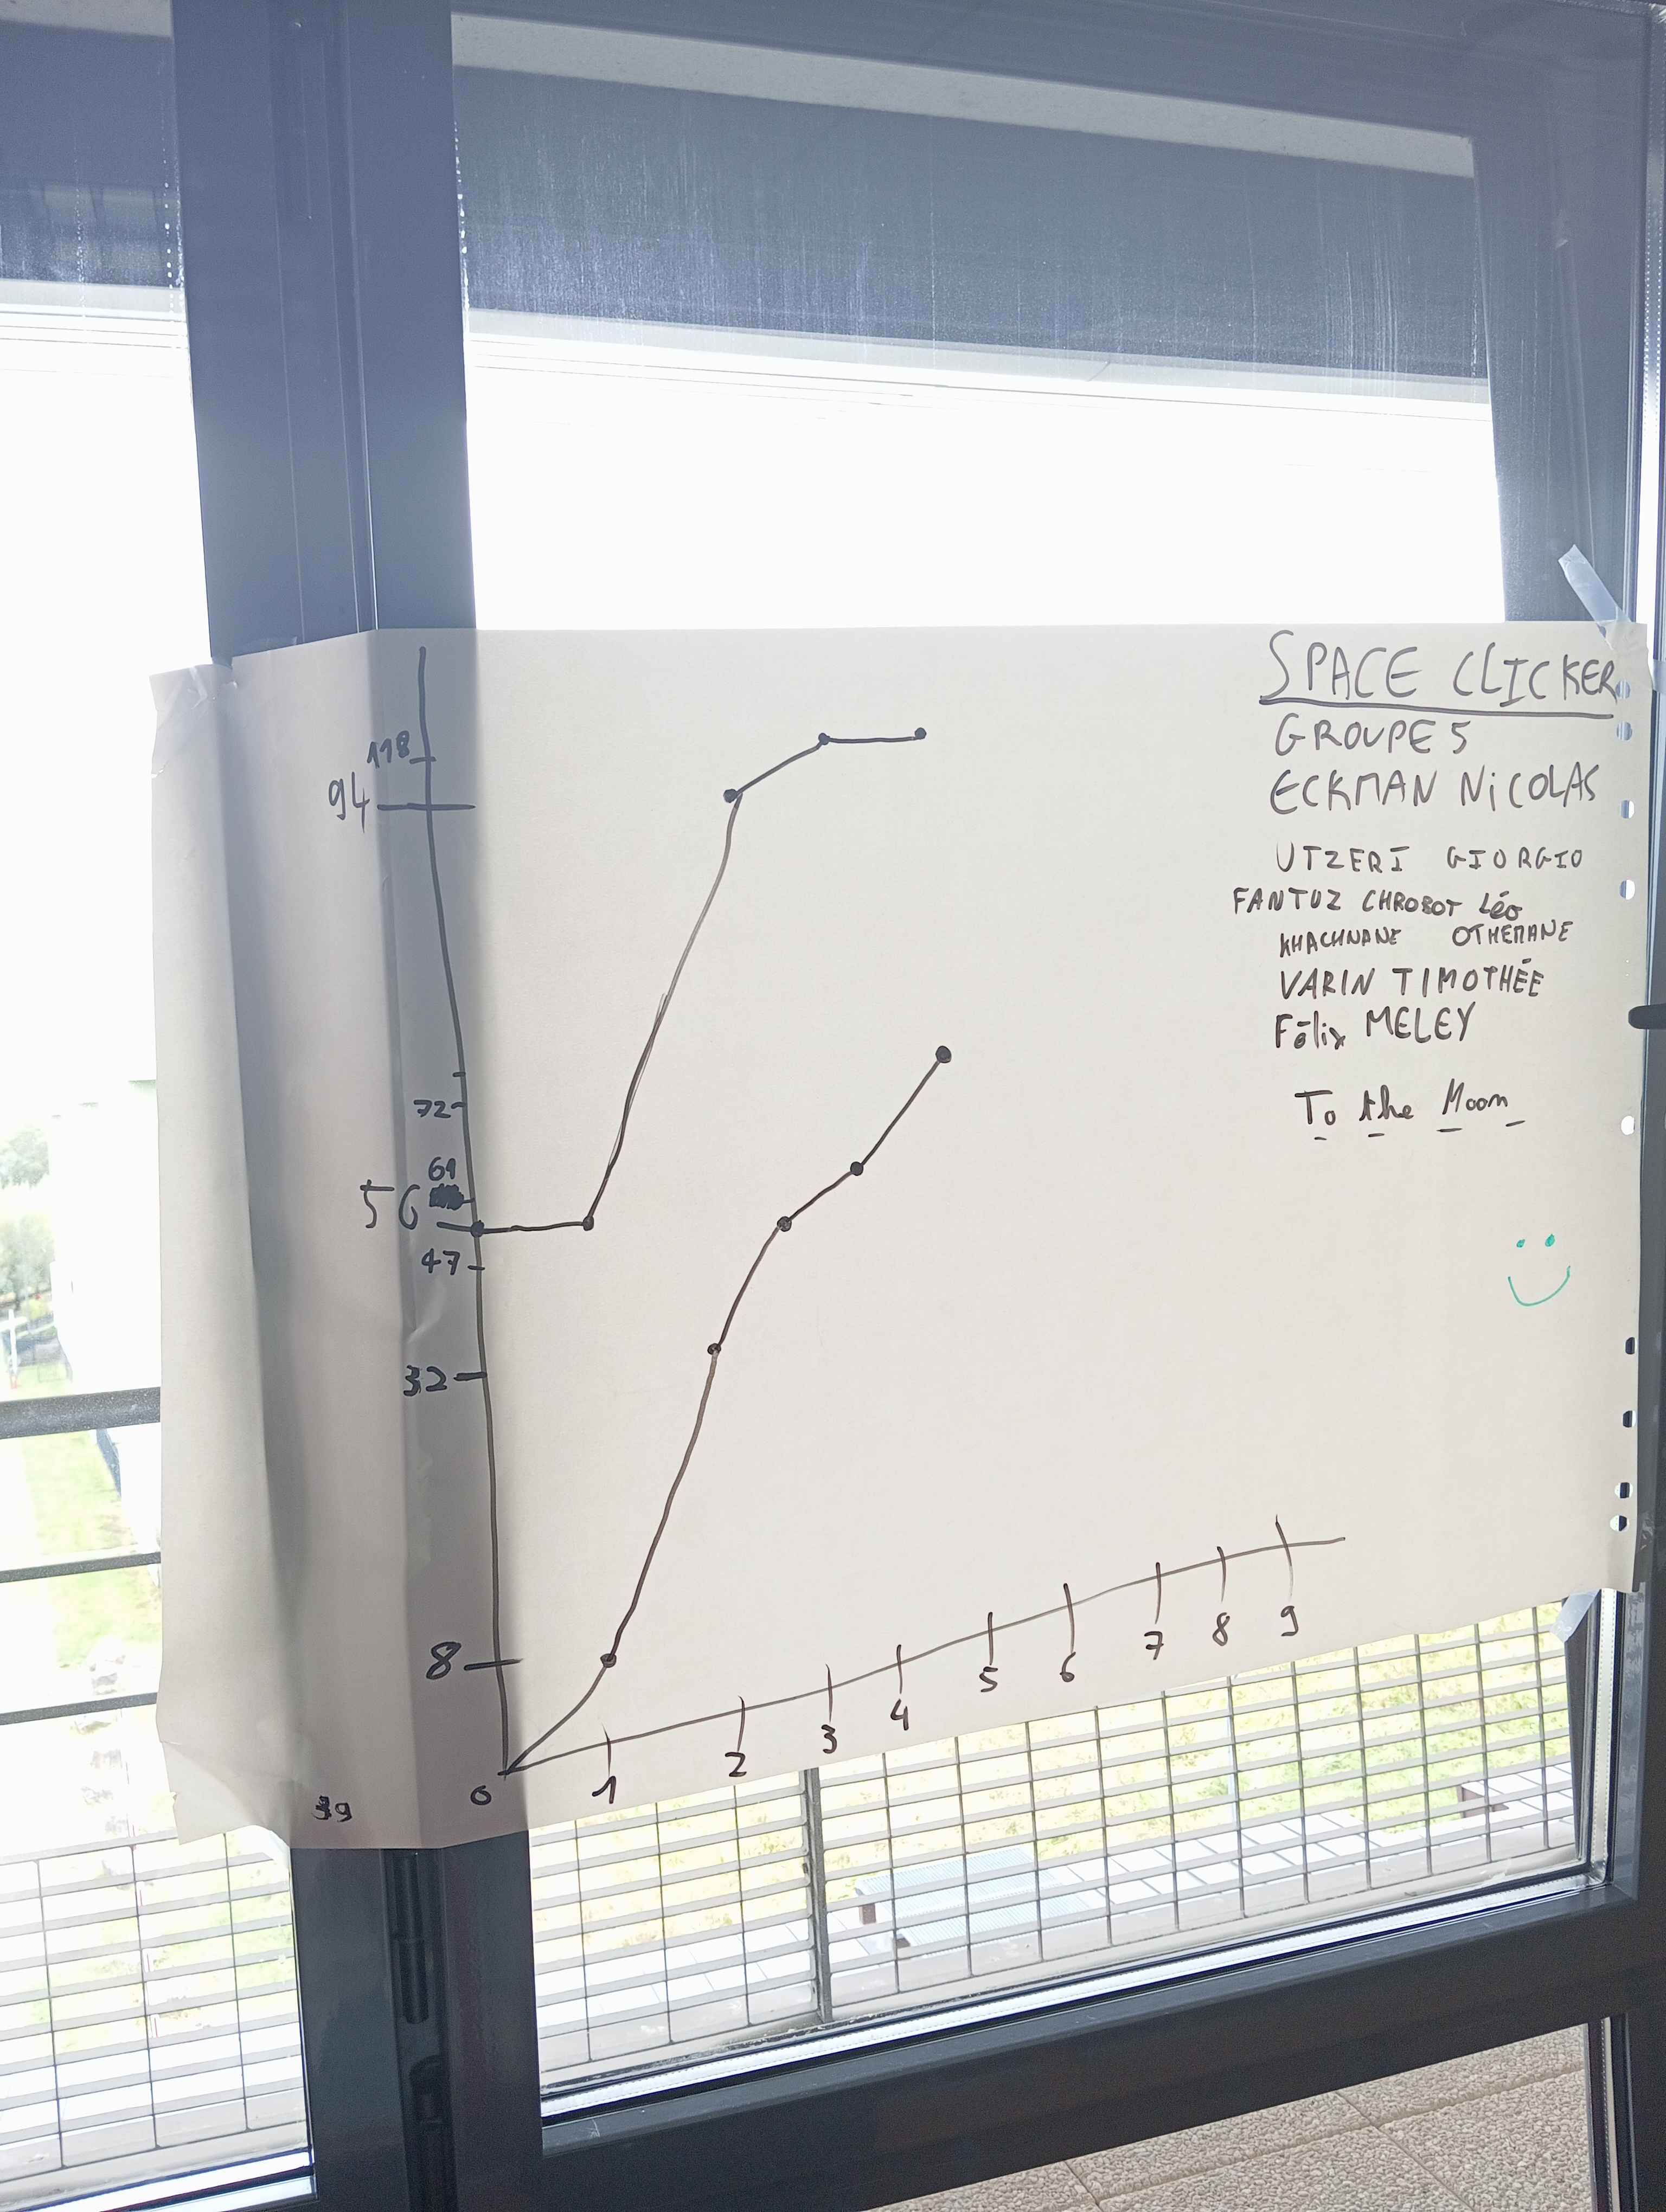 SPACE CLICKER
GROUPE 5
ECKMAN NiCOLAS
UTZERI GIORGIO
FANTUZ CHROBOT Léo
KHACHNANE OTHEMANE
VARIN TIMOTHÉE
Félix MELEY
To the Moon
118
94
72
61
56
47
32
8
0
1
2
3
4
5
6
7
8
9
39